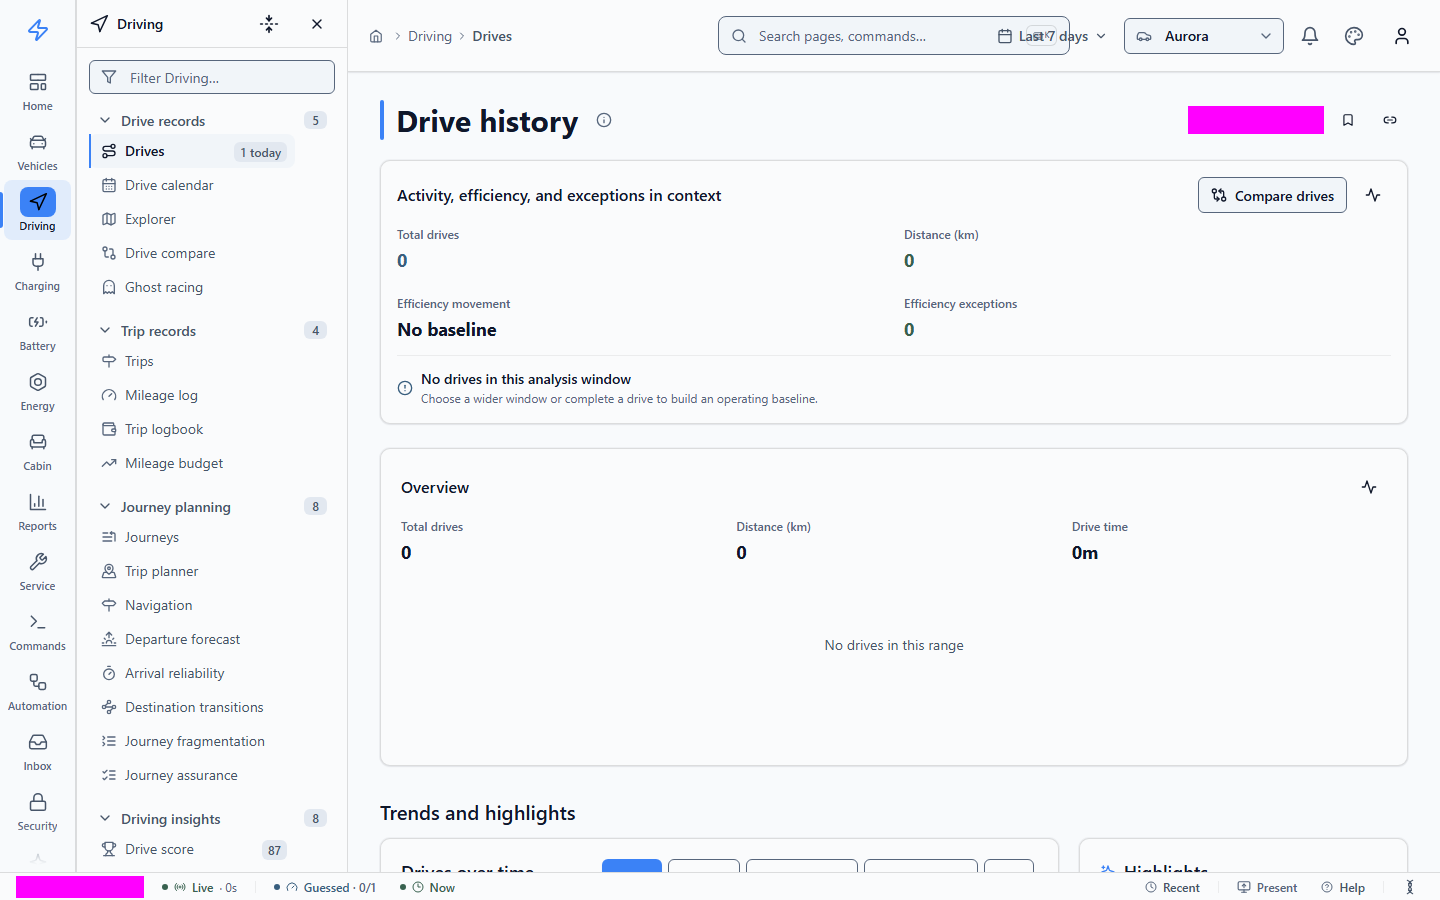 Driving
Search pages, commands...
Last 7 days
Aurora
Driving
Drives
Home
Vehicles
Driving
Charging
Battery
Energy
Cabin
Reports
Service
Commands
Automation
Inbox
Security
Filter Driving...
Drive records 5
Drives 1 today
Drive calendar
Explorer
Drive compare
Ghost racing
Trip records 4
Trips
Mileage log
Trip logbook
Mileage budget
Journey planning 8
Journeys
Trip planner
Navigation
Departure forecast
Arrival reliability
Destination transitions
Journey fragmentation
Journey assurance
Driving insights 8
Drive score 87
Drive history
Activity, efficiency, and exceptions in context
Compare drives
Total drives
0
Distance (km)
0
Efficiency movement
No baseline
Efficiency exceptions
0
No drives in this analysis window
Choose a wider window or complete a drive to build an operating baseline.
Overview
Total drives
0
Distance (km)
0
Drive time
0m
No drives in this range
Trends and highlights
Drives over time
Highlights
Live · 0s
Guessed · 0/1
Now
Recent
Present
Help